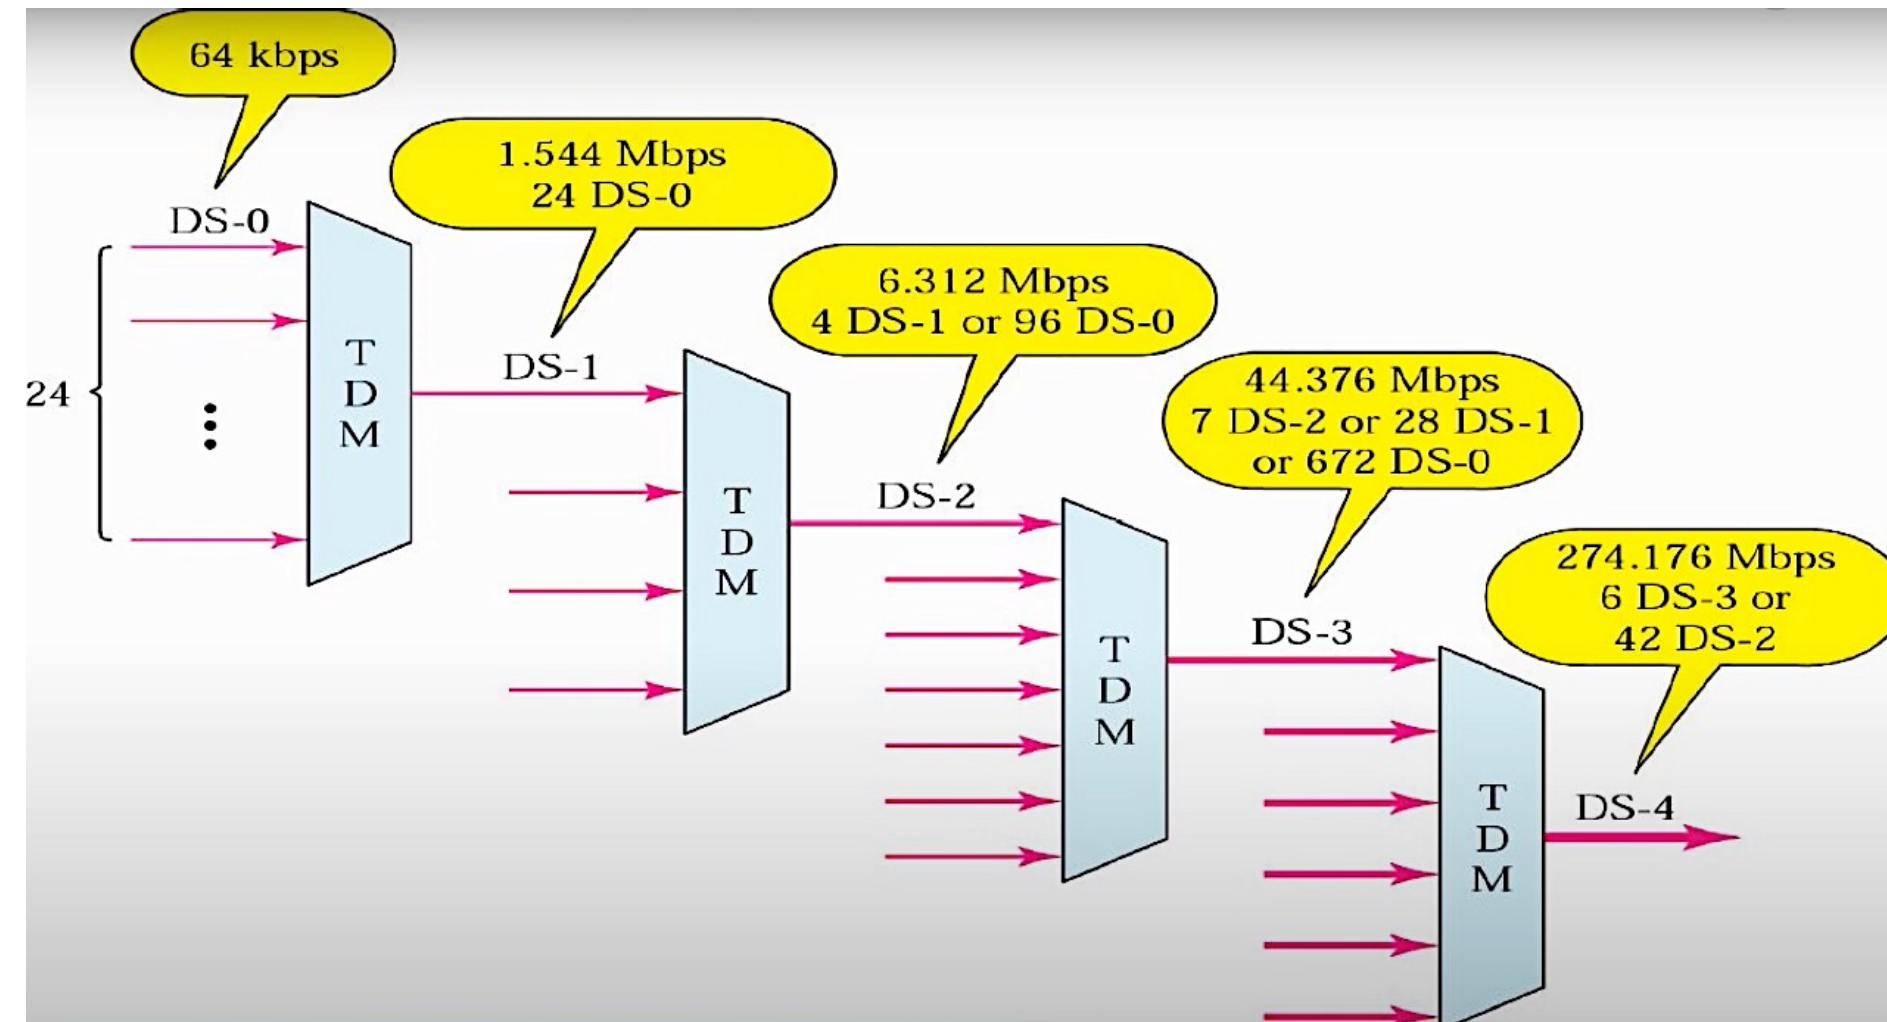 64 kbps
DS-0
24
T
D
M
1.544 Mbps
24 DS-0
DS-1
T
D
M
6.312 Mbps
4 DS-1 or 96 DS-0
DS-2
T
D
M
44.376 Mbps
7 DS-2 or 28 DS-1
or 672 DS-0
DS-3
T
D
M
274.176 Mbps
6 DS-3 or
42 DS-2
DS-4